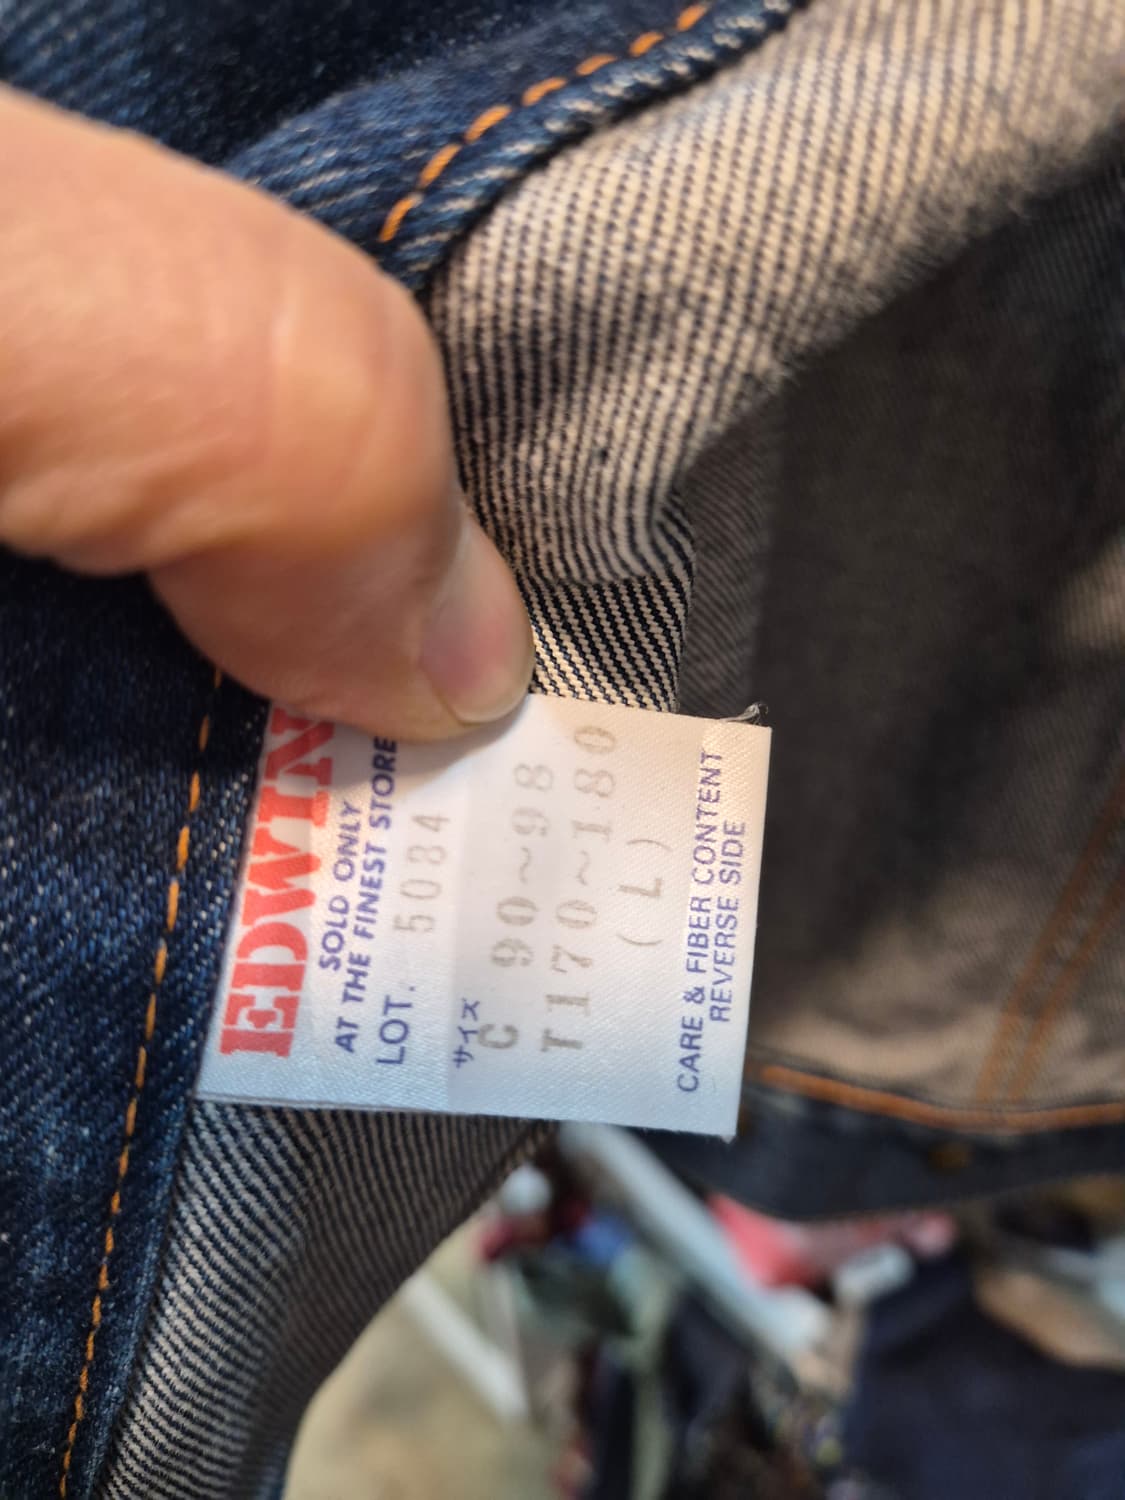 EDWIN
SOLD ONLY
AT THE FINEST STORE
LOT. 5084
サイズ
C 90~98
T170~180
(L)
CARE & FIBER CONTENT
REVERSE SIDE